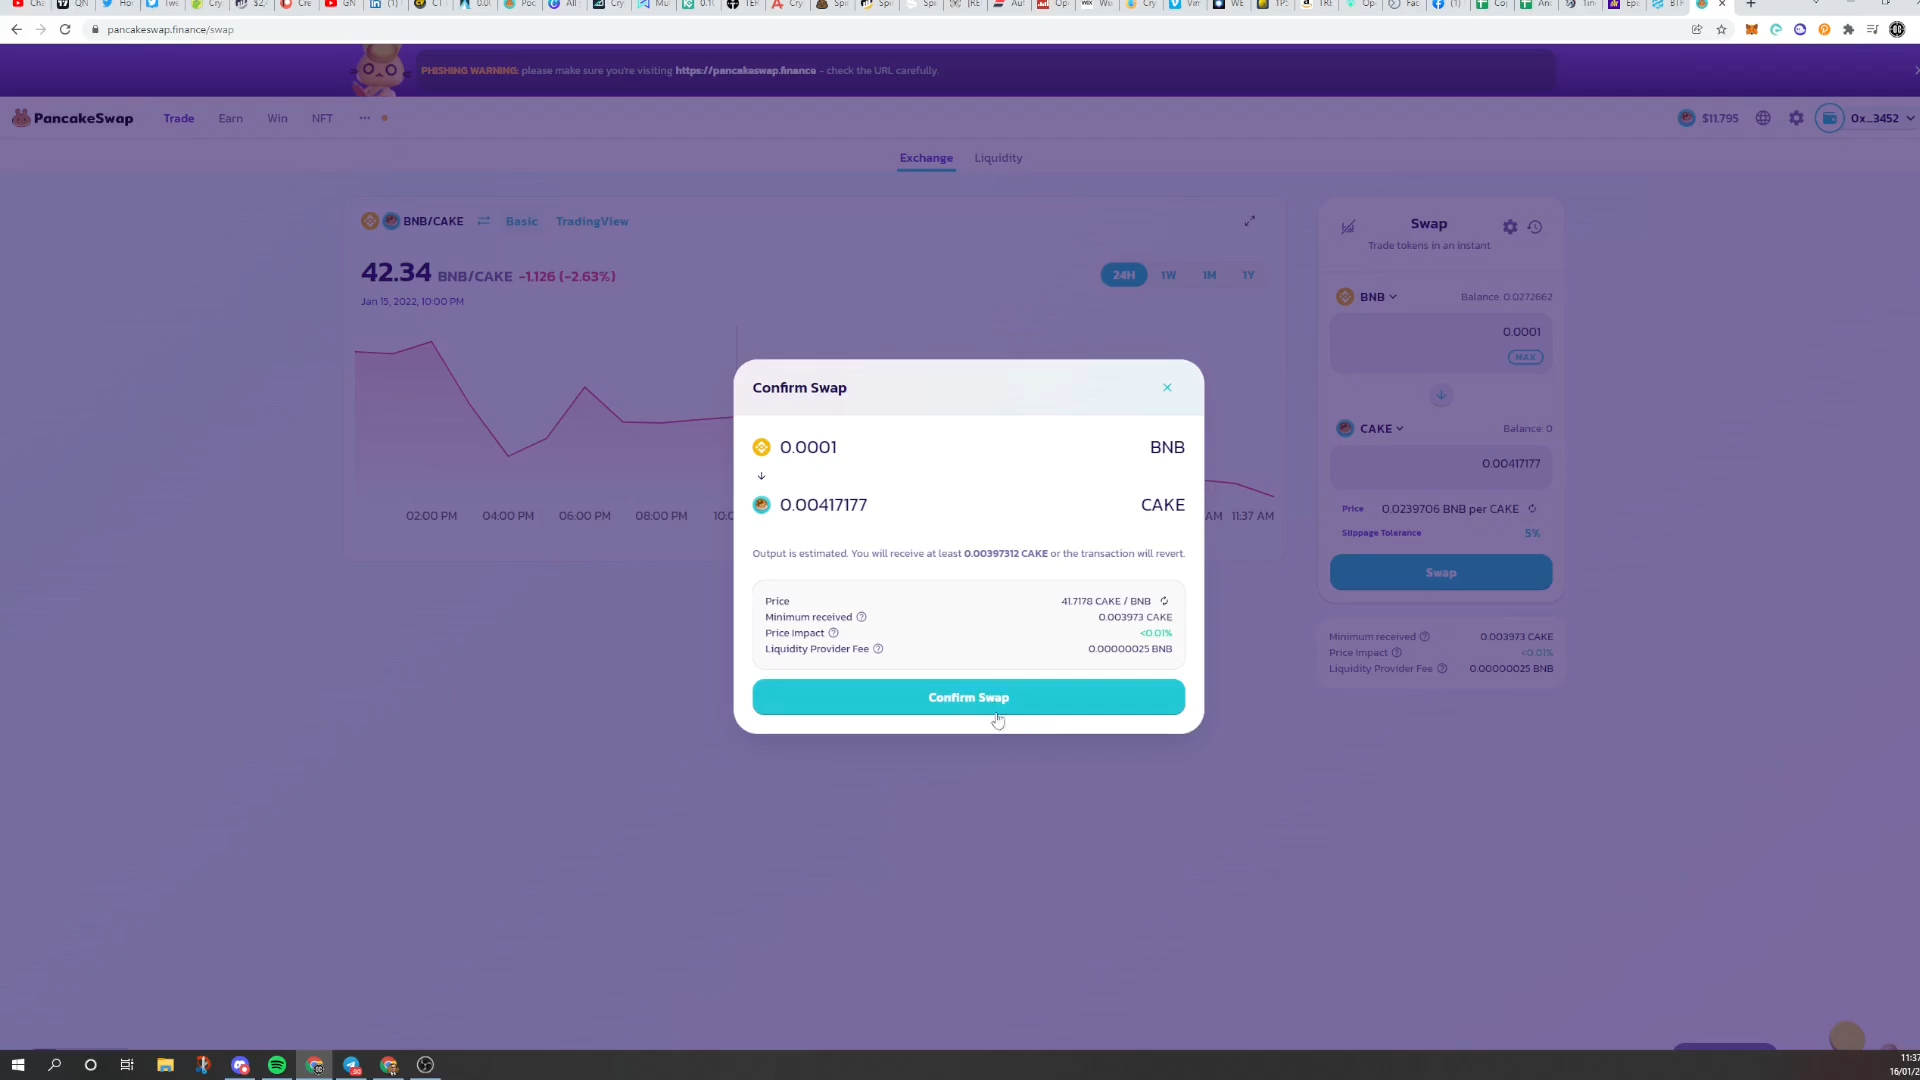 pancakeswap.finance/swap
PHISHING WARNING: please make sure you're visiting https://pancakeswap.finance - check the URL carefully.
PancakeSwap Trade Earn Win NFT ... $11.795 0x...3452
Exchange Liquidity
BNB/CAKE Basic TradingView
42.34 BNB/CAKE -1.126 (-2.63%)
24H 1W 1M 1Y
Jan 15, 2022, 10:00 PM
02:00 PM 04:00 PM 06:00 PM 08:00 PM 10:0 AM 11:37 AM
Swap
Trade tokens in an instant
BNB Balance: 0.0272662
0.0001
MAX
CAKE Balance: 0
0.00417177
Price 0.0239706 BNB per CAKE
Slippage Tolerance 5%
Swap
Minimum received 0.003973 CAKE
Price Impact <0.01%
Liquidity Provider Fee 0.00000025 BNB
Confirm Swap
0.0001 BNB
0.00417177 CAKE
Output is estimated. You will receive at least 0.00397312 CAKE or the transaction will revert.
Price 41.7178 CAKE / BNB
Minimum received 0.003973 CAKE
Price Impact <0.01%
Liquidity Provider Fee 0.00000025 BNB
Confirm Swap
11:37
16/01/2